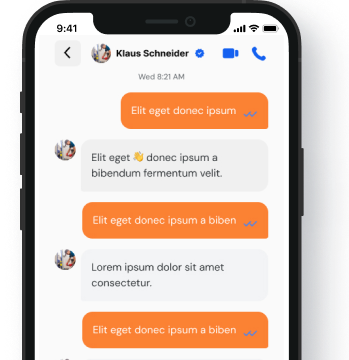 9:41
Klaus Schneider
Wed 8:21 AM
Elit eget donec ipsum
Elit eget 👋 donec ipsum a
bibendum fermentum velit.
Elit eget donec ipsum a biben
Lorem ipsum dolor sit amet
consectetur.
Elit eget donec ipsum a biben